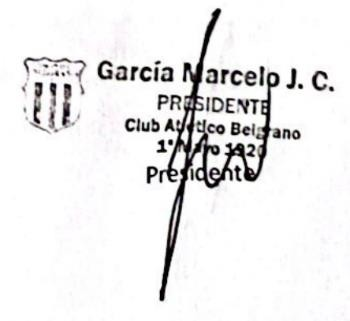 García Marcelo J. C.
PRESIDENTE
Club Atlético Belgrano
1° Mayo 1920
Presidente